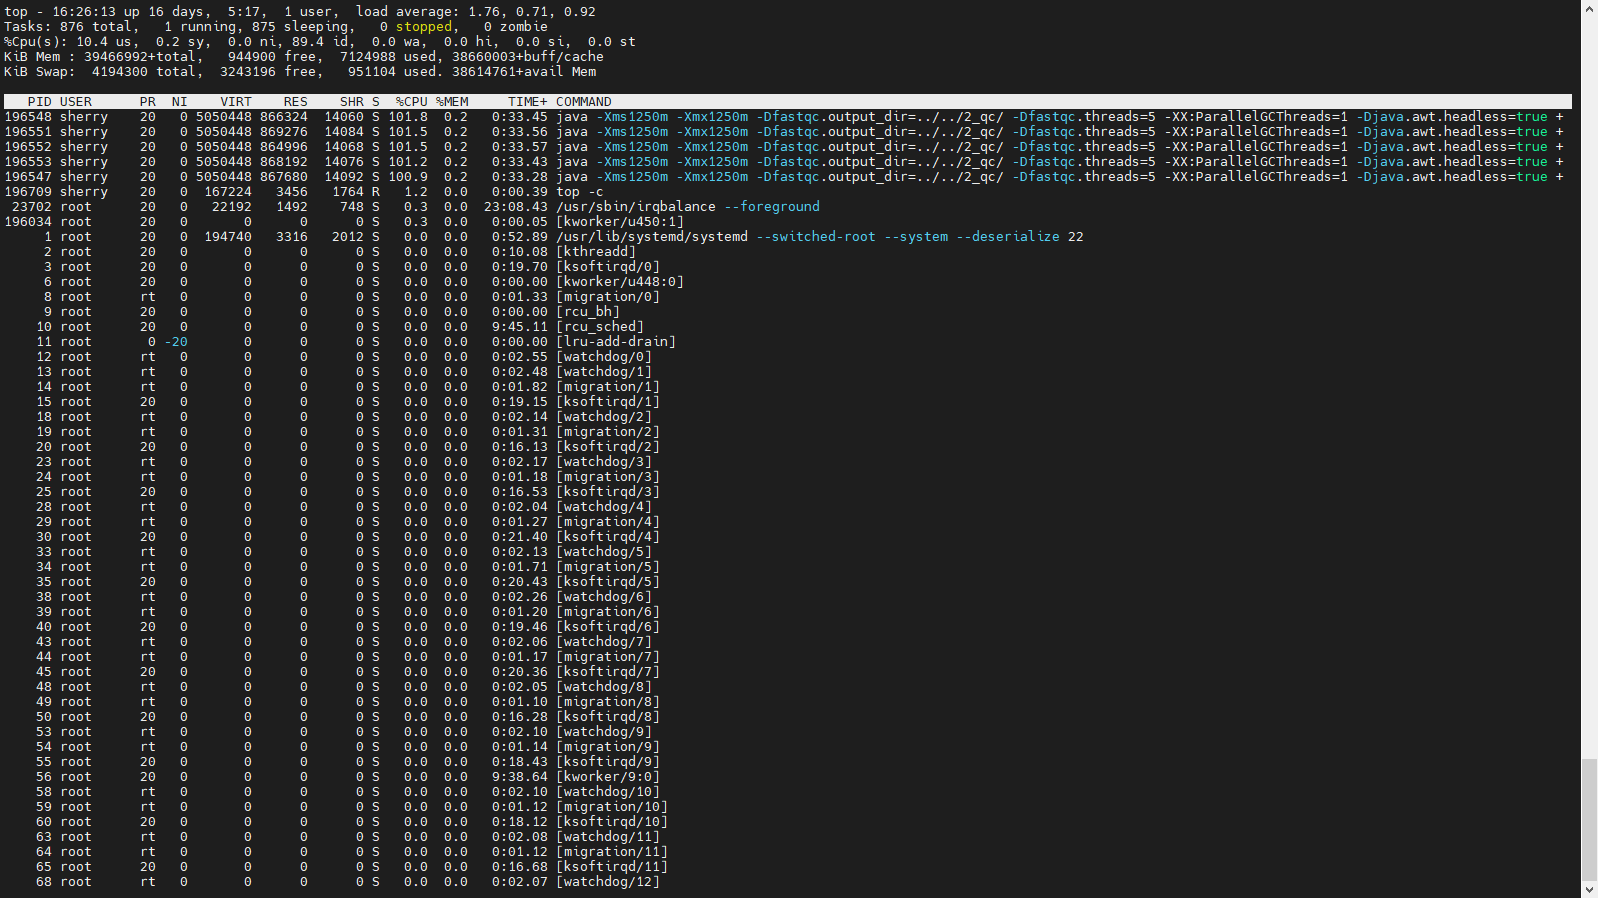 top - 16:26:13 up 16 days,  5:17,  1 user,  load average: 1.76, 0.71, 0.92
Tasks: 876 total,   1 running, 875 sleeping,   0 stopped,   0 zombie
%Cpu(s): 10.4 us,  0.2 sy,  0.0 ni, 89.4 id,  0.0 wa,  0.0 hi,  0.0 si,  0.0 st
KiB Mem : 39466992+total,   944900 free,  7124988 used, 38660003+buff/cache
KiB Swap:  4194300 total,  3243196 free,   951104 used. 38614761+avail Mem
PID USER PR NI VIRT RES SHR S %CPU %MEM TIME+ COMMAND
196548 sherry 20 0 5050448 866324 14060 S 101.8 0.2 0:33.45 java -Xms1250m -Xmx1250m -Dfastqc.output_dir=../../2_qc/ -Dfastqc.threads=5 -XX:ParallelGCThreads=1 -Djava.awt.headless=true +
196551 sherry 20 0 5050448 869276 14084 S 101.5 0.2 0:33.56 java -Xms1250m -Xmx1250m -Dfastqc.output_dir=../../2_qc/ -Dfastqc.threads=5 -XX:ParallelGCThreads=1 -Djava.awt.headless=true +
196552 sherry 20 0 5050448 864996 14068 S 101.5 0.2 0:33.57 java -Xms1250m -Xmx1250m -Dfastqc.output_dir=../../2_qc/ -Dfastqc.threads=5 -XX:ParallelGCThreads=1 -Djava.awt.headless=true +
196553 sherry 20 0 5050448 868192 14076 S 101.2 0.2 0:33.43 java -Xms1250m -Xmx1250m -Dfastqc.output_dir=../../2_qc/ -Dfastqc.threads=5 -XX:ParallelGCThreads=1 -Djava.awt.headless=true +
196547 sherry 20 0 5050448 867680 14092 S 100.9 0.2 0:33.28 java -Xms1250m -Xmx1250m -Dfastqc.output_dir=../../2_qc/ -Dfastqc.threads=5 -XX:ParallelGCThreads=1 -Djava.awt.headless=true +
196709 sherry 20 0 167224 3456 1764 R 1.2 0.0 0:00.39 top -c
23702 root 20 0 22192 1492 748 S 0.3 0.0 23:08.43 /usr/sbin/irqbalance --foreground
196034 root 20 0 0 0 0 S 0.3 0.0 0:00.05 [kworker/u450:1]
1 root 20 0 194740 3316 2012 S 0.0 0.0 0:52.89 /usr/lib/systemd/systemd --switched-root --system --deserialize 22
2 root 20 0 0 0 0 S 0.0 0.0 0:10.08 [kthreadd]
3 root 20 0 0 0 0 S 0.0 0.0 0:19.70 [ksoftirqd/0]
6 root 20 0 0 0 0 S 0.0 0.0 0:00.00 [kworker/u448:0]
8 root rt 0 0 0 0 S 0.0 0.0 0:01.33 [migration/0]
9 root 20 0 0 0 0 S 0.0 0.0 0:00.00 [rcu_bh]
10 root 20 0 0 0 0 S 0.0 0.0 9:45.11 [rcu_sched]
11 root 0 -20 0 0 0 S 0.0 0.0 0:00.00 [lru-add-drain]
12 root rt 0 0 0 0 S 0.0 0.0 0:02.55 [watchdog/0]
13 root rt 0 0 0 0 S 0.0 0.0 0:02.48 [watchdog/1]
14 root rt 0 0 0 0 S 0.0 0.0 0:01.82 [migration/1]
15 root 20 0 0 0 0 S 0.0 0.0 0:19.15 [ksoftirqd/1]
18 root rt 0 0 0 0 S 0.0 0.0 0:02.14 [watchdog/2]
19 root rt 0 0 0 0 S 0.0 0.0 0:01.31 [migration/2]
20 root 20 0 0 0 0 S 0.0 0.0 0:16.13 [ksoftirqd/2]
23 root rt 0 0 0 0 S 0.0 0.0 0:02.17 [watchdog/3]
24 root rt 0 0 0 0 S 0.0 0.0 0:01.18 [migration/3]
25 root 20 0 0 0 0 S 0.0 0.0 0:16.53 [ksoftirqd/3]
28 root rt 0 0 0 0 S 0.0 0.0 0:02.04 [watchdog/4]
29 root rt 0 0 0 0 S 0.0 0.0 0:01.27 [migration/4]
30 root 20 0 0 0 0 S 0.0 0.0 0:21.40 [ksoftirqd/4]
33 root rt 0 0 0 0 S 0.0 0.0 0:02.13 [watchdog/5]
34 root rt 0 0 0 0 S 0.0 0.0 0:01.71 [migration/5]
35 root 20 0 0 0 0 S 0.0 0.0 0:20.43 [ksoftirqd/5]
38 root rt 0 0 0 0 S 0.0 0.0 0:02.26 [watchdog/6]
39 root rt 0 0 0 0 S 0.0 0.0 0:01.20 [migration/6]
40 root 20 0 0 0 0 S 0.0 0.0 0:19.46 [ksoftirqd/6]
43 root rt 0 0 0 0 S 0.0 0.0 0:02.06 [watchdog/7]
44 root rt 0 0 0 0 S 0.0 0.0 0:01.17 [migration/7]
45 root 20 0 0 0 0 S 0.0 0.0 0:20.36 [ksoftirqd/7]
48 root rt 0 0 0 0 S 0.0 0.0 0:02.05 [watchdog/8]
49 root rt 0 0 0 0 S 0.0 0.0 0:01.10 [migration/8]
50 root 20 0 0 0 0 S 0.0 0.0 0:16.28 [ksoftirqd/8]
53 root rt 0 0 0 0 S 0.0 0.0 0:02.10 [watchdog/9]
54 root rt 0 0 0 0 S 0.0 0.0 0:01.14 [migration/9]
55 root 20 0 0 0 0 S 0.0 0.0 0:18.43 [ksoftirqd/9]
56 root 20 0 0 0 0 S 0.0 0.0 9:38.64 [kworker/9:0]
58 root rt 0 0 0 0 S 0.0 0.0 0:02.10 [watchdog/10]
59 root rt 0 0 0 0 S 0.0 0.0 0:01.12 [migration/10]
60 root 20 0 0 0 0 S 0.0 0.0 0:18.12 [ksoftirqd/10]
63 root rt 0 0 0 0 S 0.0 0.0 0:02.08 [watchdog/11]
64 root rt 0 0 0 0 S 0.0 0.0 0:01.12 [migration/11]
65 root 20 0 0 0 0 S 0.0 0.0 0:16.68 [ksoftirqd/11]
68 root rt 0 0 0 0 S 0.0 0.0 0:02.07 [watchdog/12]